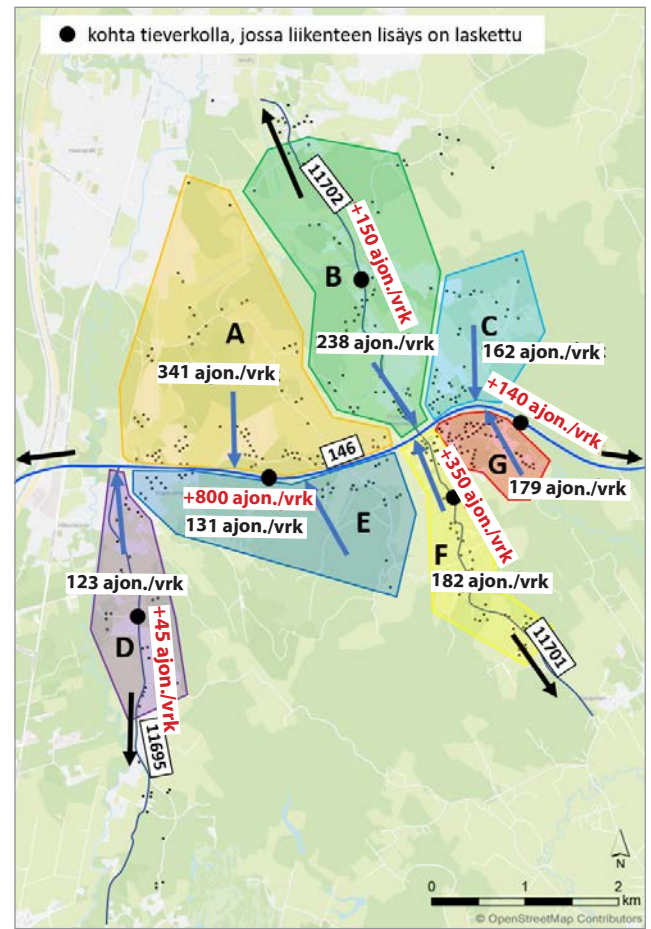 kohta tieverkolla, jossa liikenteen lisäys on laskettu
11702
+150 ajon./vrk
B
C
A
238 ajon./vrk
162 ajon./vrk
341 ajon./vrk
+140 ajon./vrk
146
G
+350 ajon./vrk
179 ajon./vrk
+800 ajon./vrk
131 ajon./vrk
E
F
123 ajon./vrk
182 ajon./vrk
+45 ajon./vrk
D
11701
11695
N
0 1 2
km
© OpenStreetMap Contributors